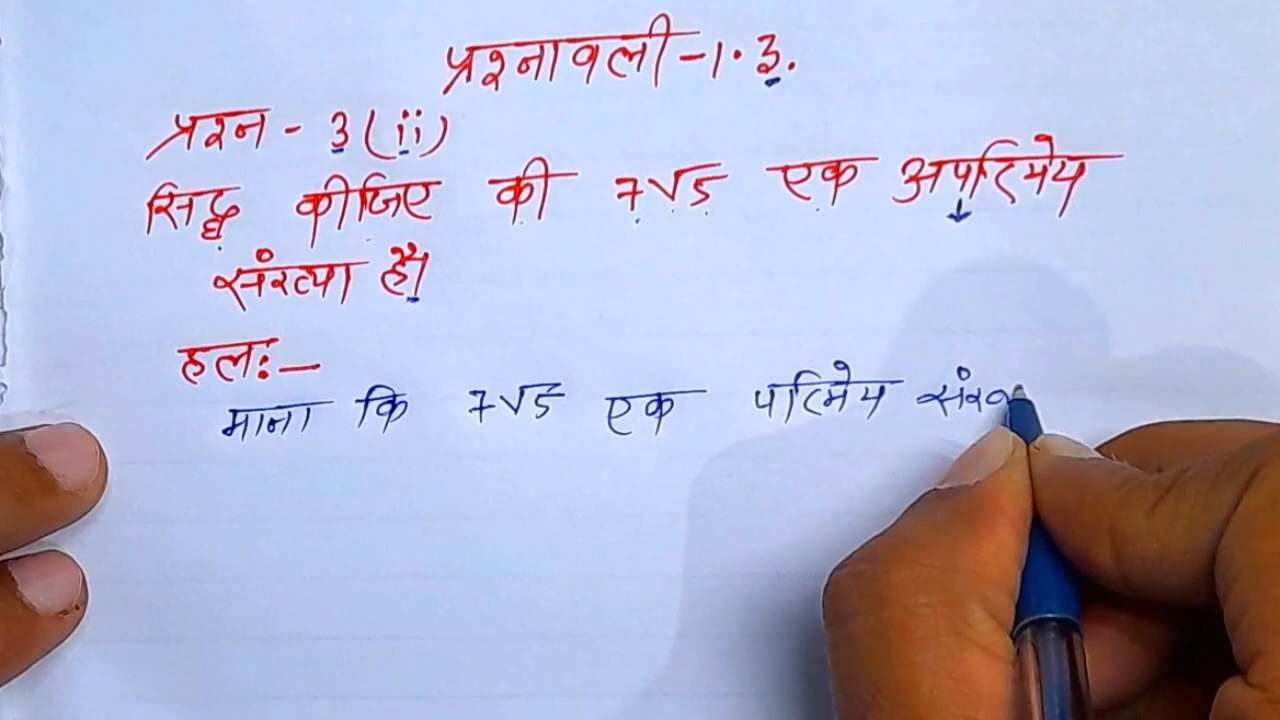 प्रश्नावली-1.3.
प्रश्न - 3(ii)
सिद्ध कीजिए की 7√5 एक अपरिमेय
संख्या है।
हल:-
माना कि 7√5 एक परिमेय